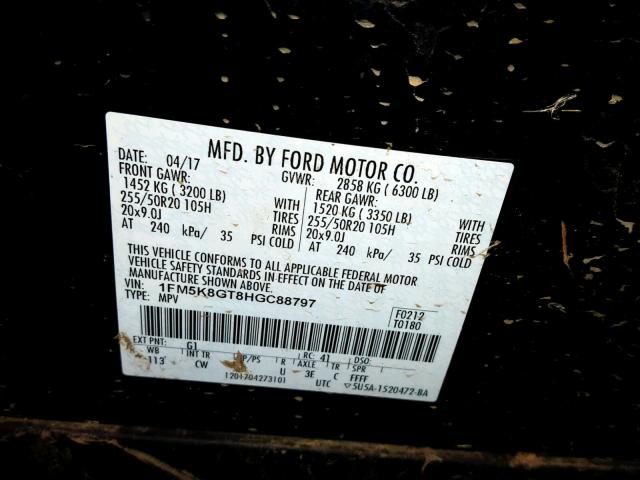 MFD. BY FORD MOTOR CO.
DATE: 04/17 GVWR: 2858 KG ( 6300 LB)
FRONT GAWR: REAR GAWR:
1452 KG ( 3200 LB) WITH 1520 KG ( 3350 LB) WITH
255/50R20 105H TIRES 255/50R20 105H TIRES
20x9.0J RIMS 20x9.0J RIMS
AT 240 kPa/ 35 PSI COLD AT 240 kPa/ 35 PSI COLD
THIS VEHICLE CONFORMS TO ALL APPLICABLE FEDERAL MOTOR
VEHICLE SAFETY STANDARDS IN EFFECT ON THE DATE OF
MANUFACTURE SHOWN ABOVE.
VIN: 1FM5K8GT8HGC88797
TYPE: MPV
F0212
T0180
EXT PNT: G1 RC: 41 DSO:
WB INT TR TP/PS R AXLE TR SPR
113 CW U 3E C FFFF
1201704273101 UTC 5U5A-1520472-BA